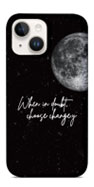 When in doubt,
choose change,